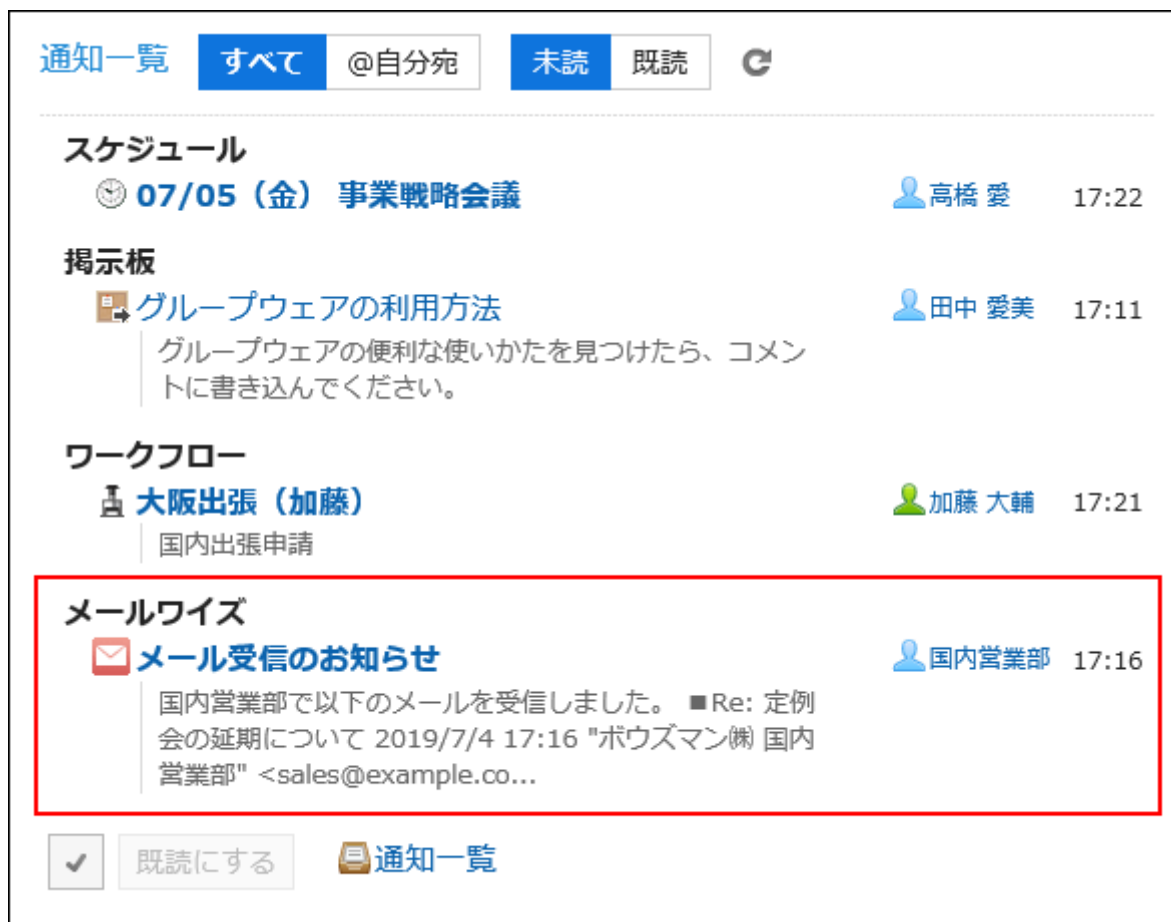 通知一覧 すべて @自分宛 未読 既読
スケジュール
07/05（金） 事業戦略会議 高橋 愛 17:22
掲示板
グループウェアの利用方法 田中 愛美 17:11
グループウェアの便利な使いかたを見つけたら、コメン
トに書き込んでください。
ワークフロー
大阪出張（加藤） 加藤 大輔 17:21
国内出張申請
メールワイズ
メール受信のお知らせ 国内営業部 17:16
国内営業部で以下のメールを受信しました。 ■Re: 定例
会の延期について 2019/7/4 17:16 "ボウズマン㈱ 国内
営業部" <sales@example.co...
既読にする 通知一覧